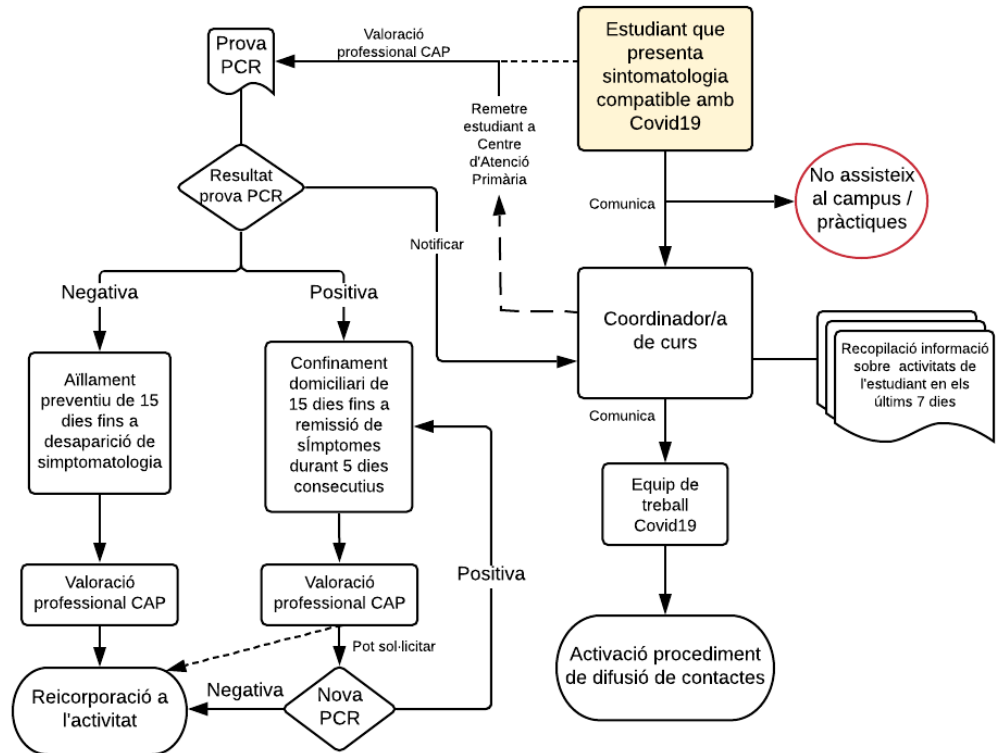 Prova
PCR
Valoració
professional CAP
Estudiant que
presenta
sintomatologia
compatible amb
Covid19
Remetre
estudiant a
Centre
d'Atenció
Primària
Resultat
prova PCR
Comunica
No assisteix
al campus /
pràctiques
Notificar
Negativa
Positiva
Coordinador/a
de curs
Recopilació informació
sobre activitats de
l'estudiant en els
últims 7 dies
Aïllament
preventiu de 15
dies fins a
desaparició de
simptomatologia
Confinament
domiciliari de
15 dies fins a
remissió de
sÍmptomes
durant 5 dies
consecutius
Comunica
Equip de
treball
Covid19
Valoració
professional CAP
Valoració
professional CAP
Positiva
Pot sol·licitar
Activació procediment
de difusió de contactes
Reicorporació a
l'activitat
Negativa
Nova
PCR